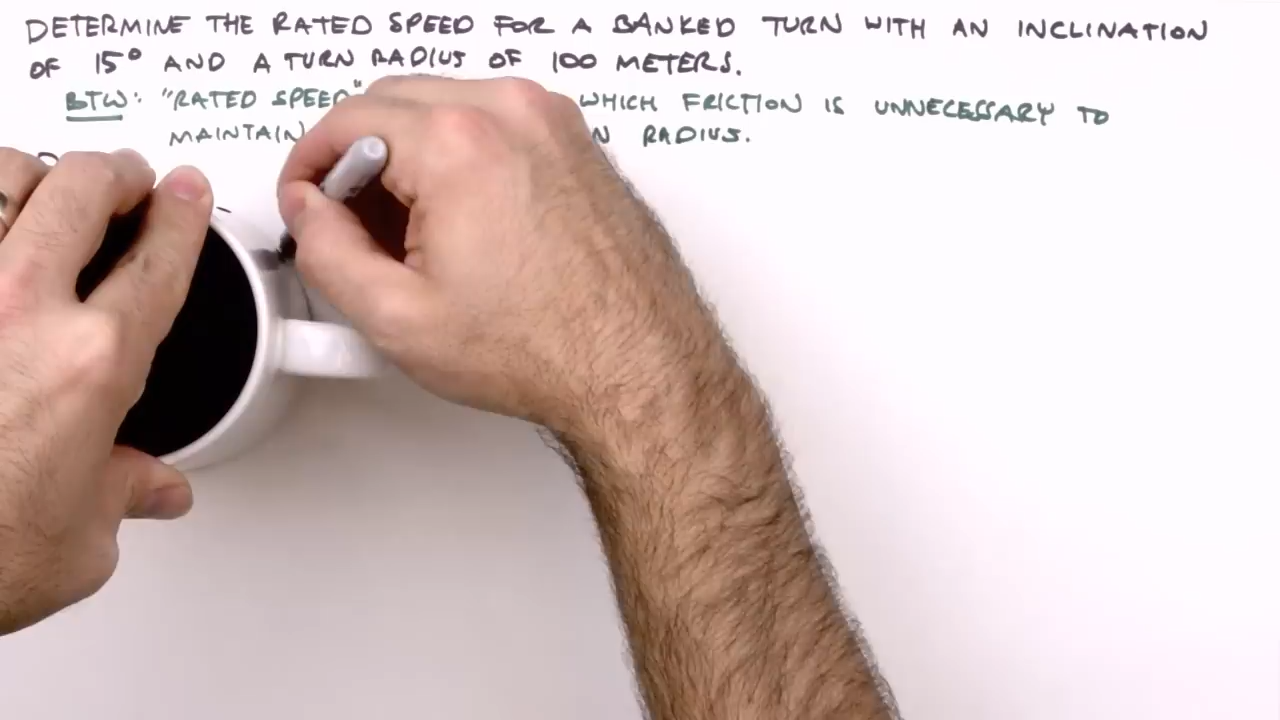 DETERMINE THE RATED SPEED FOR A BANKED TURN WITH AN INCLINATION
OF 15° AND A TURN RADIUS OF 100 METERS.
BTW: "RATED SPEED" WHICH FRICTION IS UNNECESSARY TO
MAINTAIN RADIUS.